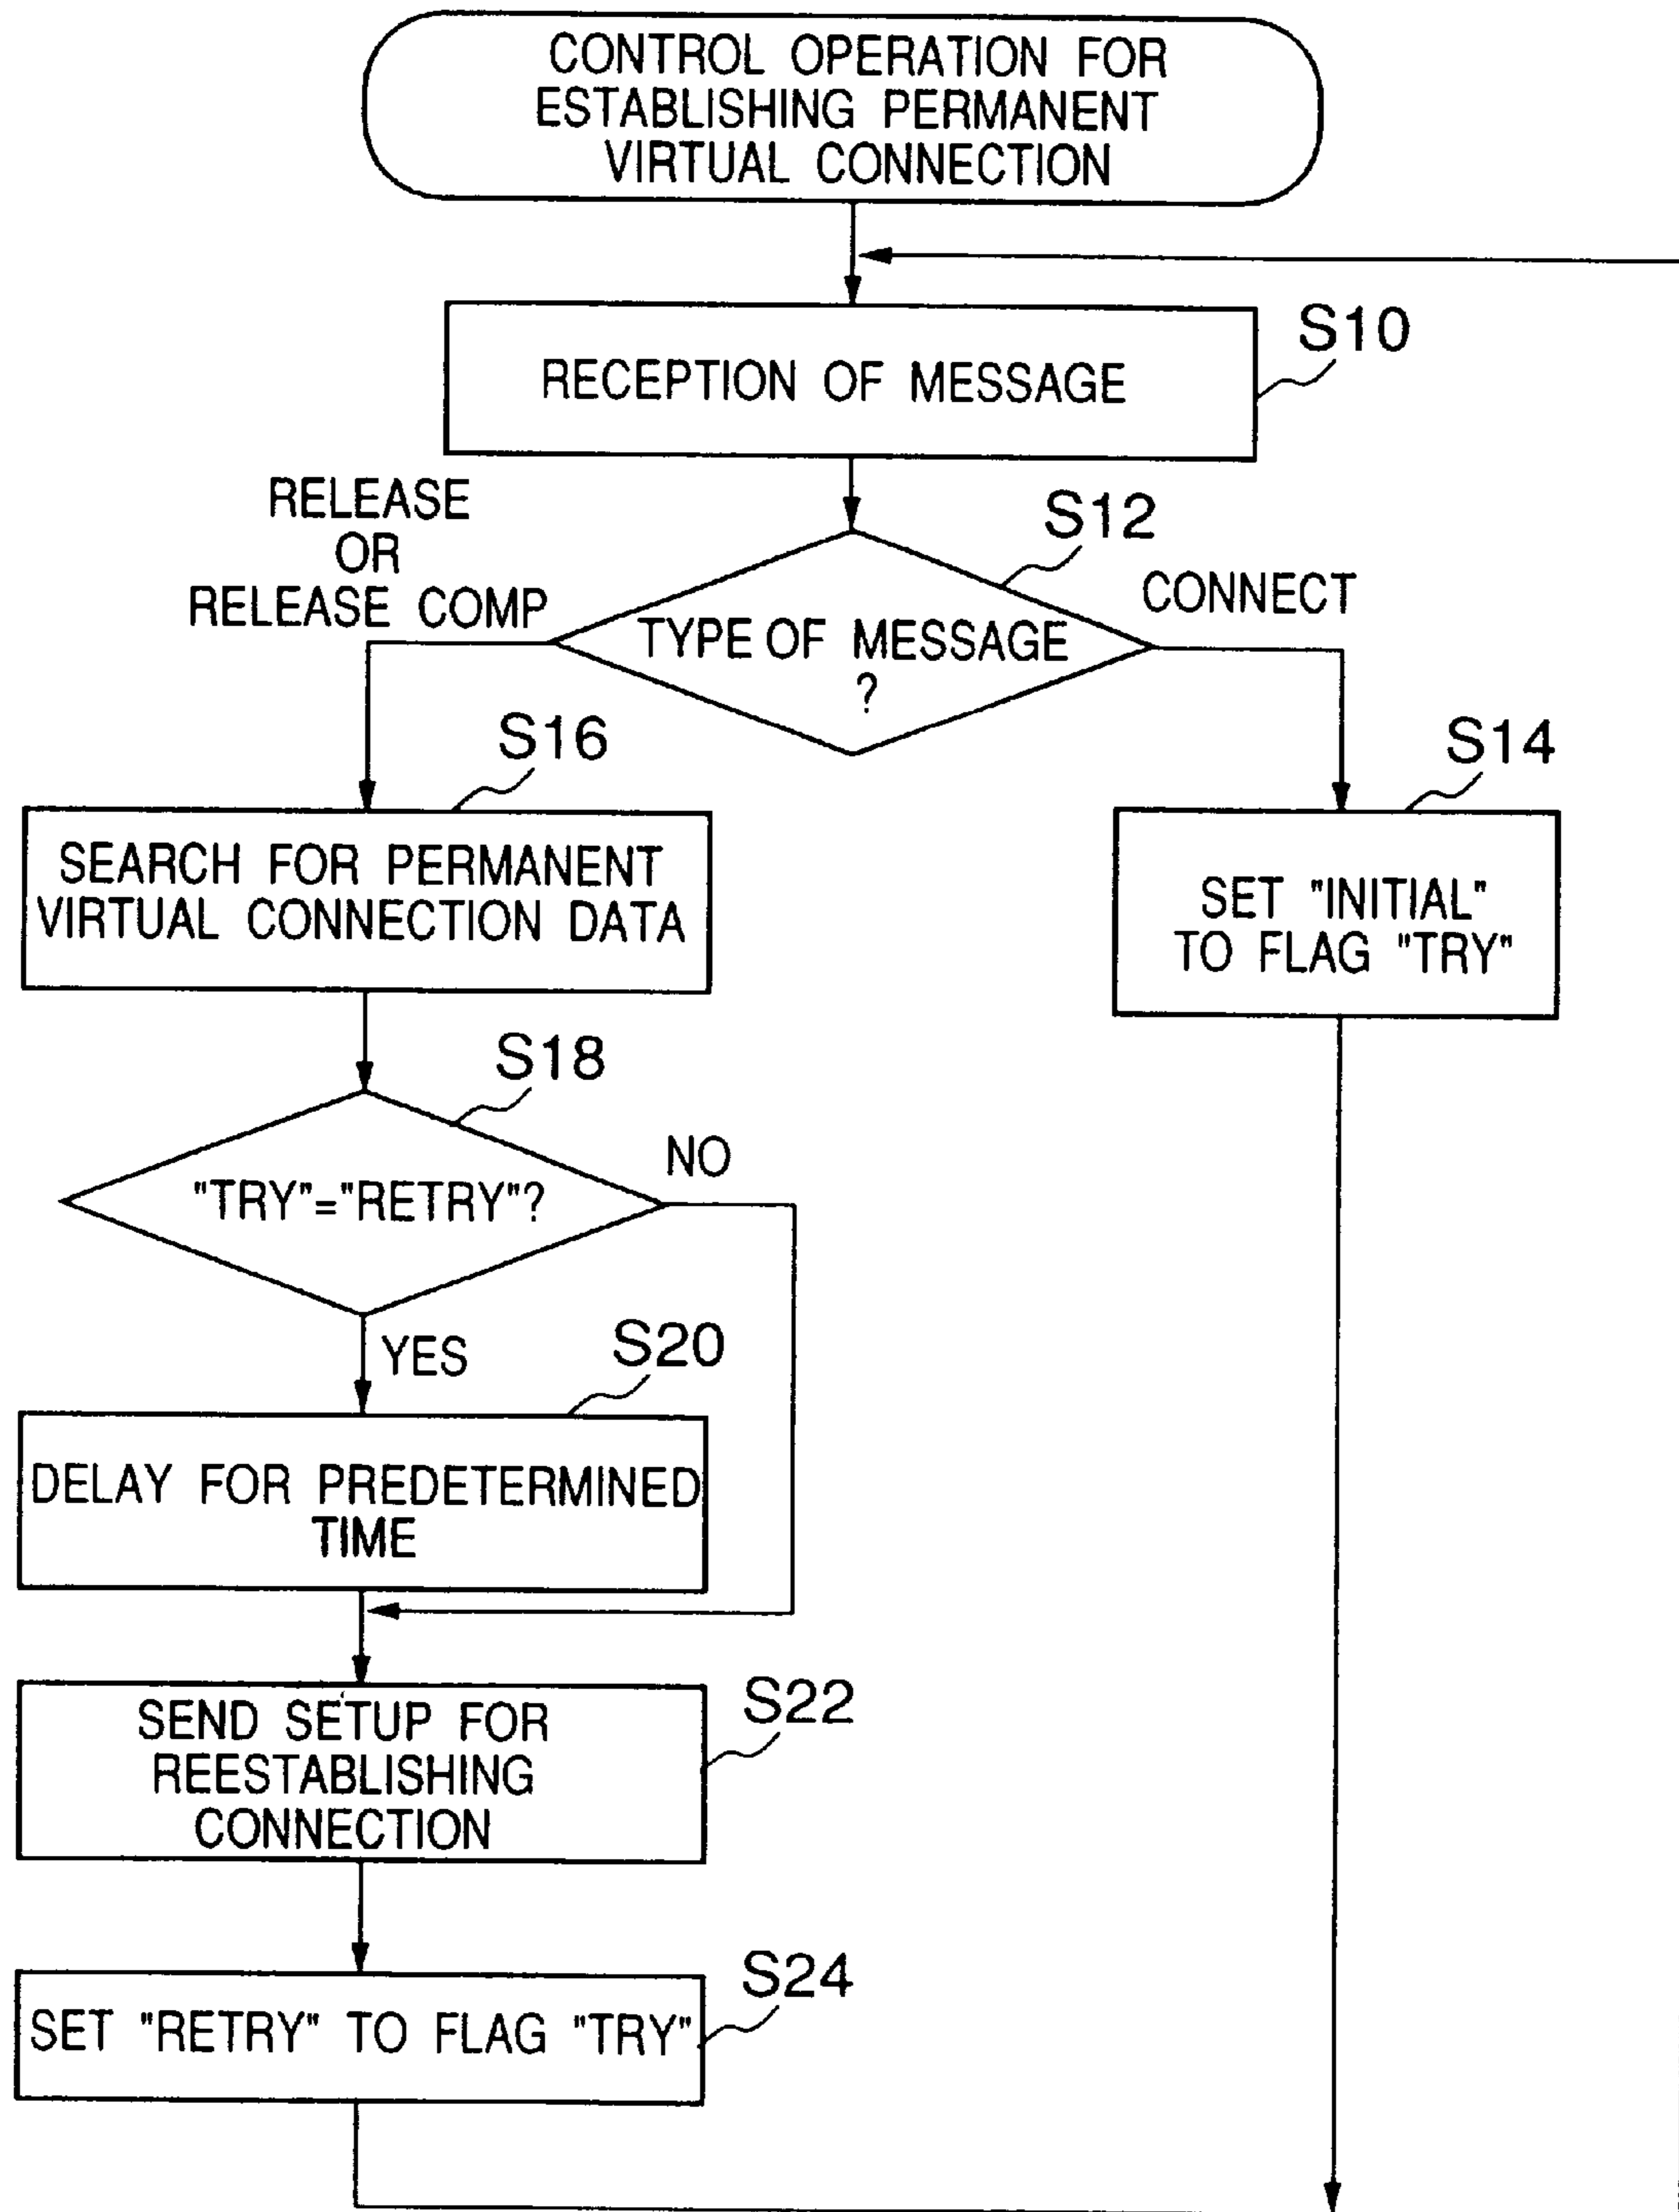 CONTROL OPERATION FOR
ESTABLISHING PERMANENT
VIRTUAL CONNECTION
RECEPTION OF MESSAGE
S10
RELEASE
OR
RELEASE COMP
S12
CONNECT
TYPE OF MESSAGE
?
S16
S14
SEARCH FOR PERMANENT
VIRTUAL CONNECTION DATA
SET "INITIAL"
TO FLAG "TRY"
S18
NO
"TRY"="RETRY"?
YES
S20
DELAY FOR PREDETERMINED
TIME
SEND SETUP FOR
REESTABLISHING
CONNECTION
S22
S24
SET "RETRY" TO FLAG "TRY"